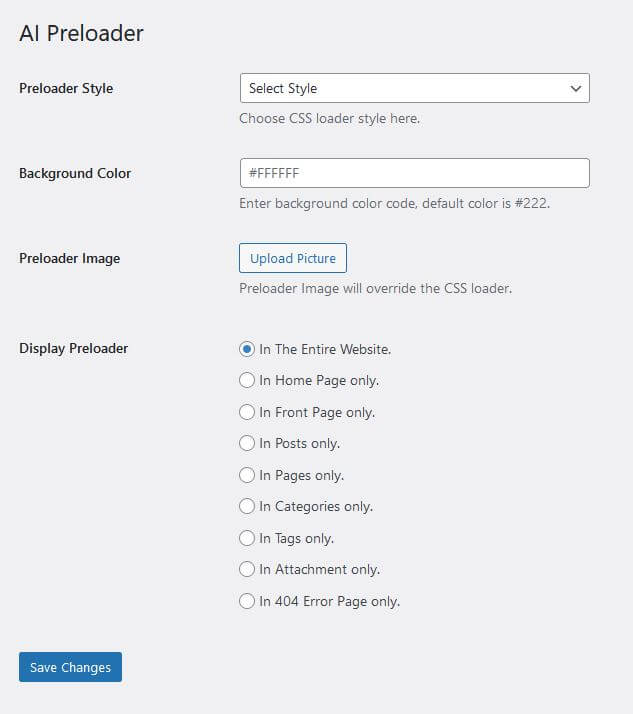 AI Preloader
Preloader Style
Select Style
Choose CSS loader style here.
Background Color
#FFFFFF
Enter background color code, default color is #222.
Preloader Image
Upload Picture
Preloader Image will override the CSS loader.
Display Preloader
In The Entire Website.
In Home Page only.
In Front Page only.
In Posts only.
In Pages only.
In Categories only.
In Tags only.
In Attachment only.
In 404 Error Page only.
Save Changes